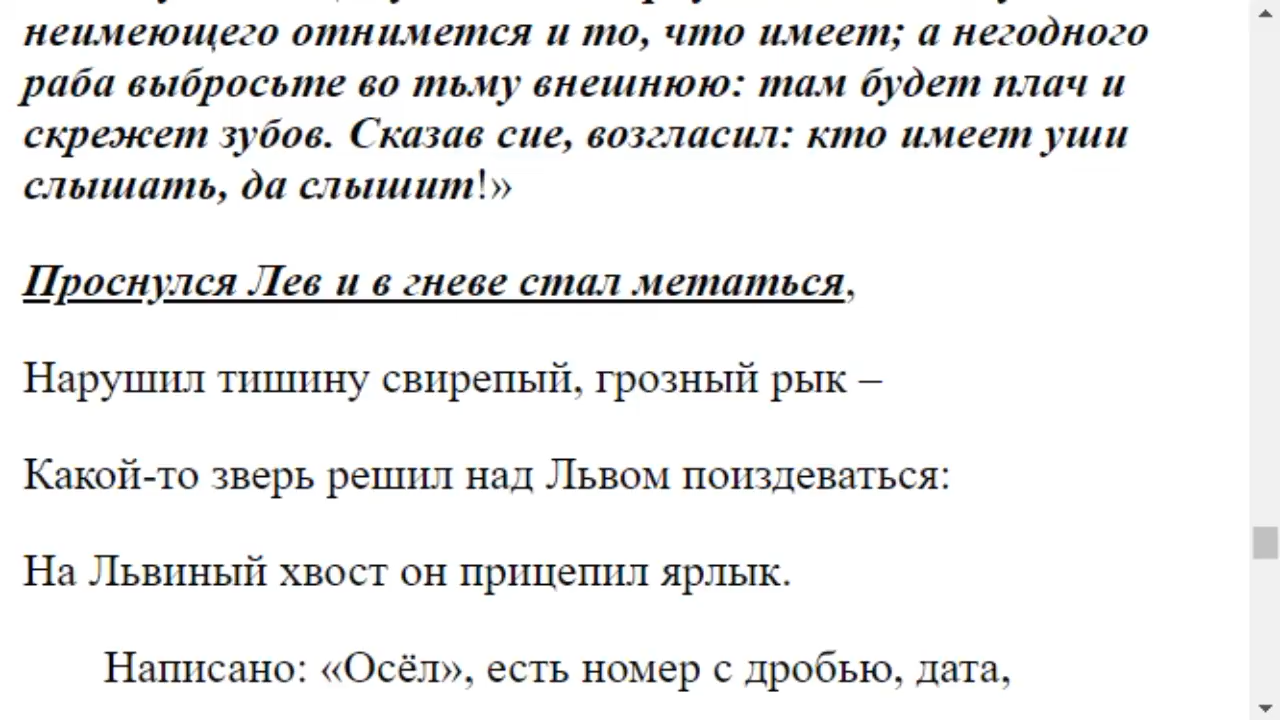 неимеющего отнимется и то, что имеет; а негодного
раба выбросьте во тьму внешнюю: там будет плач и
скрежет зубов. Сказав сие, возгласил: кто имеет уши
слышать, да слышит!»
Проснулся Лев и в гневе стал метаться,
Нарушил тишину свирепый, грозный рык –
Какой-то зверь решил над Львом поиздеваться:
На Львиный хвост он прицепил ярлык.
Написано: «Осёл», есть номер с дробью, дата,